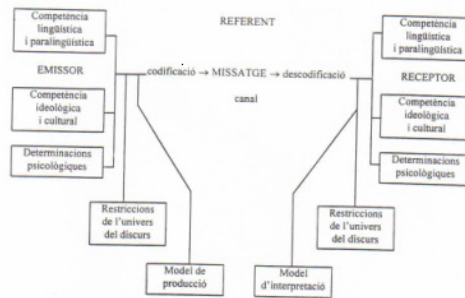 REFERENT
Competència
lingüística
i paralingüística
EMISSOR
Competència
ideològica
i cultural
Determinacions
psicològiques
codificació → MISSATGE → descodificació
canal
Competència
lingüística
i paralingüística
RECEPTOR
Competència
ideològica
i cultural
Determinacions
psicològiques
Restriccions
de l'univers
del discurs
Model de
producció
Restriccions
de l'univers
del discurs
Model
d'interpretació